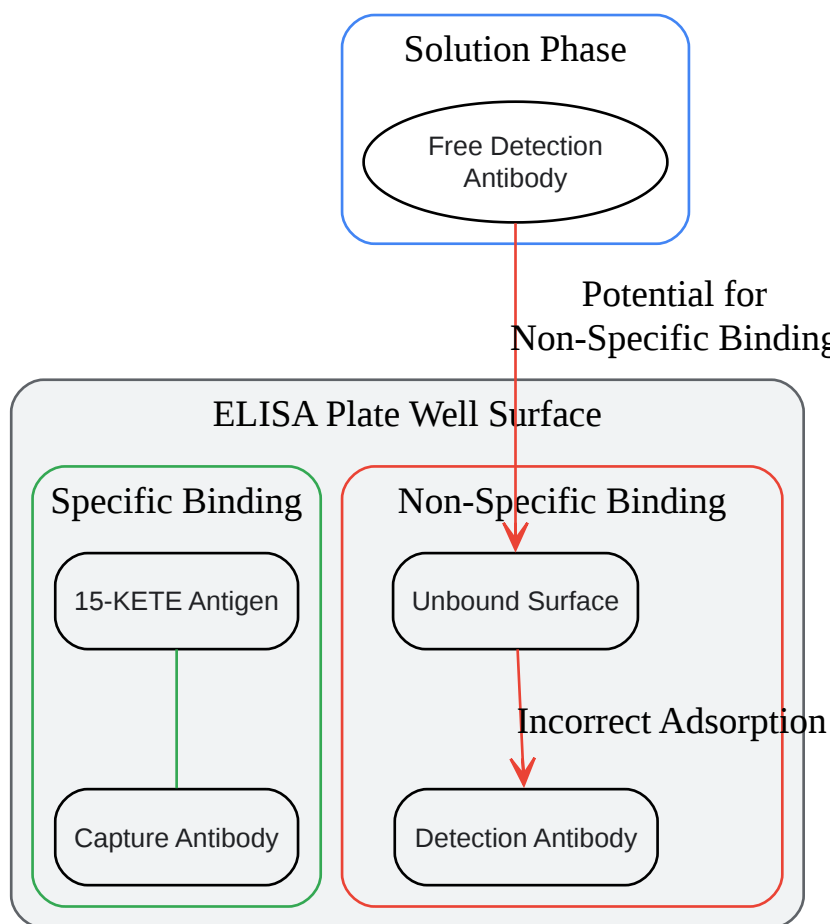 Solution Phase
Free Detection
Antibody
Potential for
Non-Specific Binding
ELISA Plate Well Surface
Specific Binding
Non-Specific Binding
15-KETE Antigen
Unbound Surface
Incorrect Adsorption
Capture Antibody
Detection Antibody